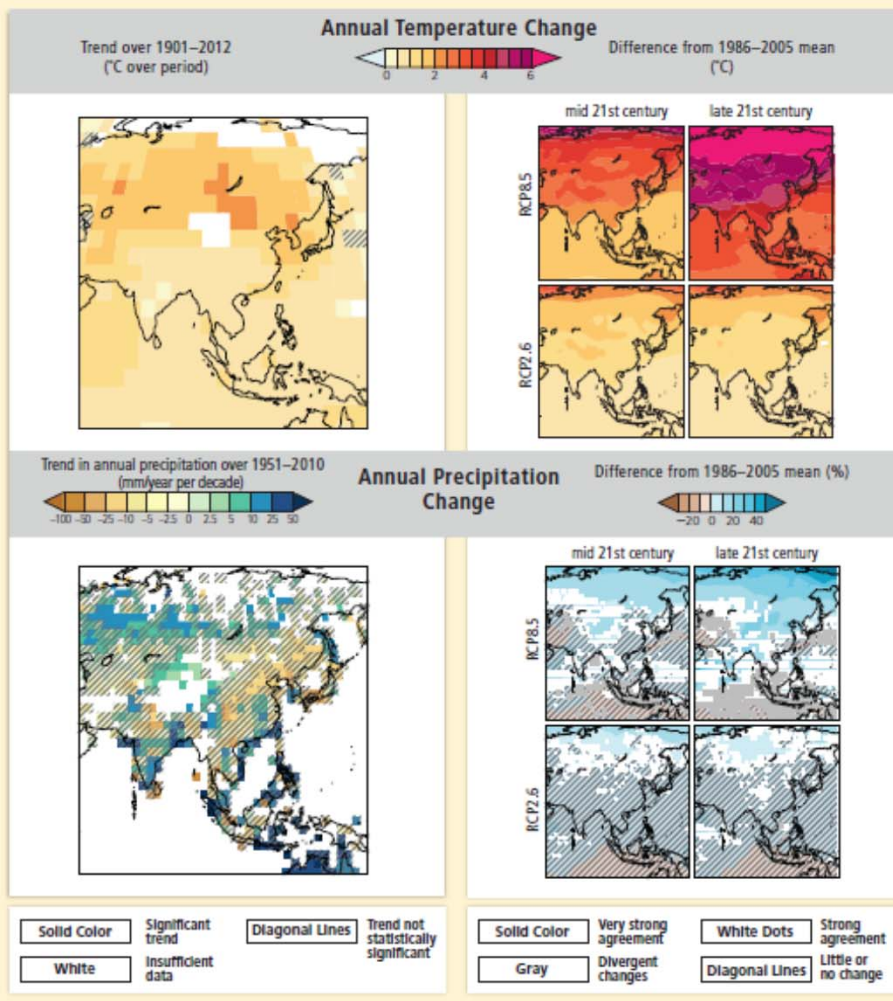 Annual Temperature Change
Trend over 1901–2012
(°C over period)
0 2 4 6
Difference from 1986–2005 mean
(°C)
mid 21st century late 21st century
RCP8.5
RCP2.6
Trend in annual precipitation over 1951–2010
(mm/year per decade)
-100 -50 -25 -10 -5 -2.5 0 2.5 5 10 25 50
Annual Precipitation
Change
Difference from 1986–2005 mean (%)
−20 0 20 40
mid 21st century late 21st century
RCP8.5
RCP2.6
Solid Color
Significant
trend
Diagonal Lines
Trend not
statistically
significant
White
Insufficient
data
Solid Color
Very strong
agreement
White Dots
Strong
agreement
Gray
Divergent
changes
Diagonal Lines
Little or
no change